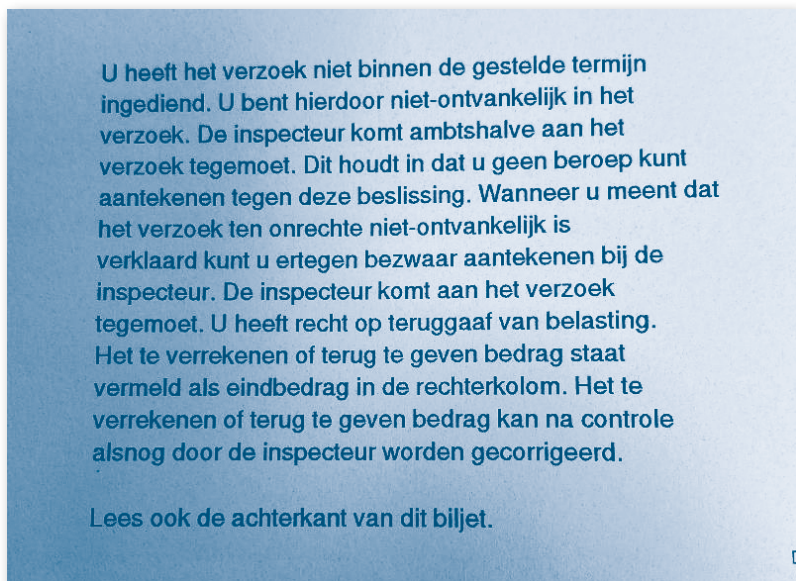 U heeft het verzoek niet binnen de gestelde termijn
ingediend. U bent hierdoor niet-ontvankelijk in het
verzoek. De inspecteur komt ambtshalve aan het
verzoek tegemoet. Dit houdt in dat u geen beroep kunt
aantekenen tegen deze beslissing. Wanneer u meent dat
het verzoek ten onrechte niet-ontvankelijk is
verklaard kunt u ertegen bezwaar aantekenen bij de
inspecteur. De inspecteur komt aan het verzoek
tegemoet. U heeft recht op teruggaaf van belasting.
Het te verrekenen of terug te geven bedrag staat
vermeld als eindbedrag in de rechterkolom. Het te
verrekenen of terug te geven bedrag kan na controle
alsnog door de inspecteur worden gecorrigeerd.
Lees ook de achterkant van dit biljet.